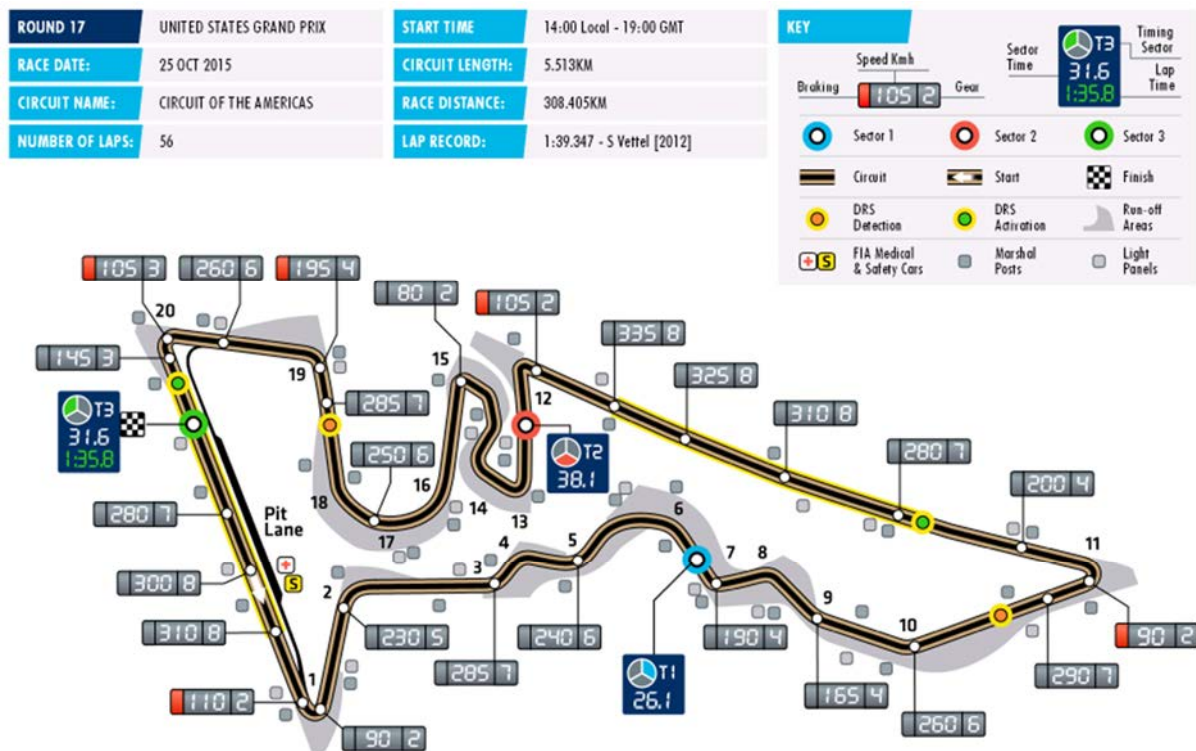 ROUND 17 UNITED STATES GRAND PRIX
RACE DATE: 25 OCT 2015
CIRCUIT NAME: CIRCUIT OF THE AMERICAS
NUMBER OF LAPS: 56
START TIME 14:00 Local - 19:00 GMT
CIRCUIT LENGTH: 5.513KM
RACE DISTANCE: 308.405KM
LAP RECORD: 1:39.347 - S Vettel [2012]
KEY
Speed Kmh
Braking 105 2 Gear
Sector Time
T3
31.6
1:35.8
Timing Sector
Lap Time
Sector 1 Sector 2 Sector 3
Circuit Start Finish
DRS Detection
DRS Activation
Run-off Areas
S FIA Medical & Safety Cars
Marshal Posts
Light Panels
105 3 260 6 195 4
80 2
105 2
335 8
20
145 3
19
15
12
325 8
285 7
310 8
T3
31.6
1:35.8
250 6
T2
38.1
280 7
18
16
14
13
17
200 4
280 7
Pit Lane
4
5
6
7
8
11
300 8
S
2
3
9
10
310 8
230 5
240 6
190 4
90 2
285 7
T1
26.1
165 4
290 7
110 2
1
90 2
260 6